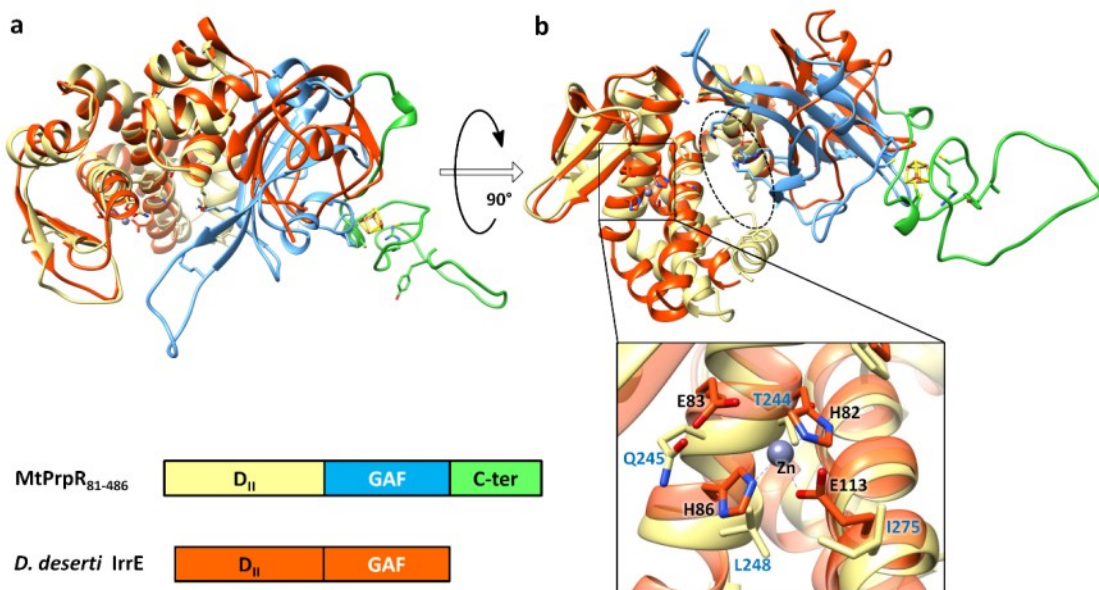 a
b
90°
MtPrpR81-486
DII
GAF
C-ter
D. deserti IrrE
DII
GAF
E83
T244
H82
Q245
Zn
H86
E113
I275
L248